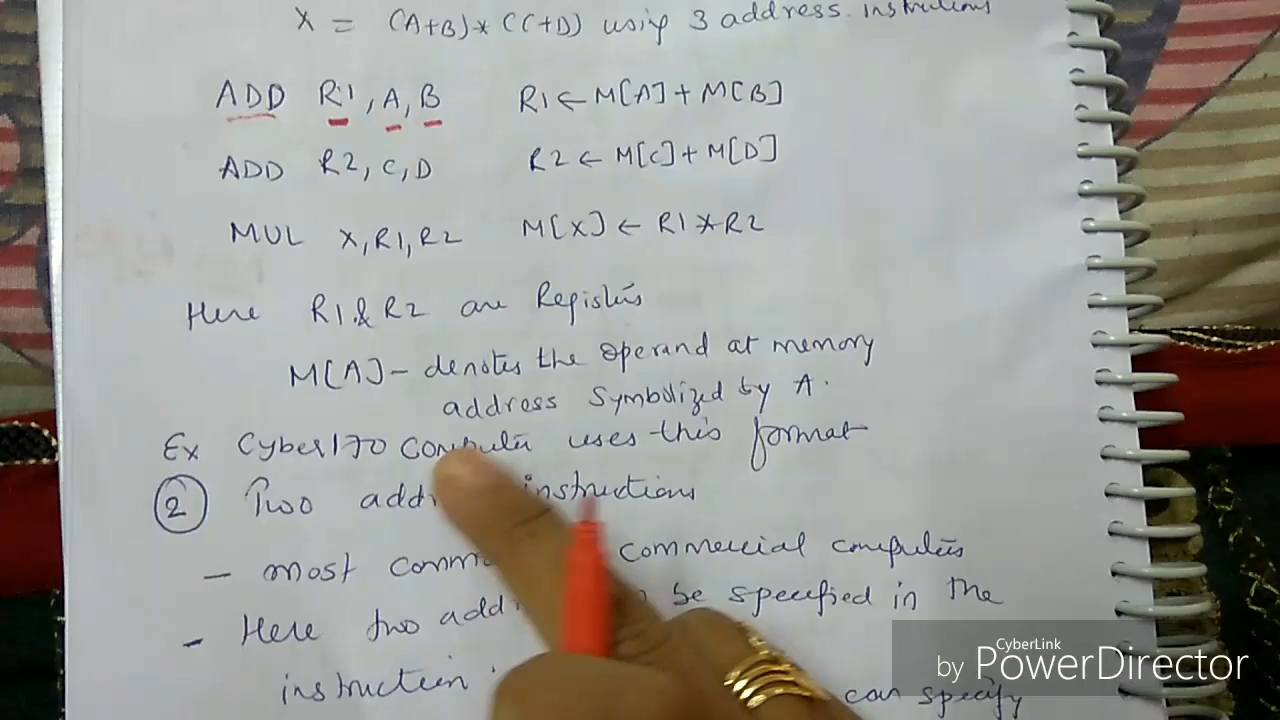 X = (A+B)* (C+D) using 3 address instructions
ADD R1, A, B R1 ← M[A] + M[B]
ADD R2, C, D R2 ← M[C] + M[D]
MUL X, R1, R2 M[X] ← R1 * R2
Here R1 & R2 are Registers
M[A] - denotes the operand at memory
address symbolized by A.
Ex Cyber170 computer uses this format
2 Two instructions
- most commercial computers
- Here two be specified in the
instruction can specify
CyberLink
by PowerDirector